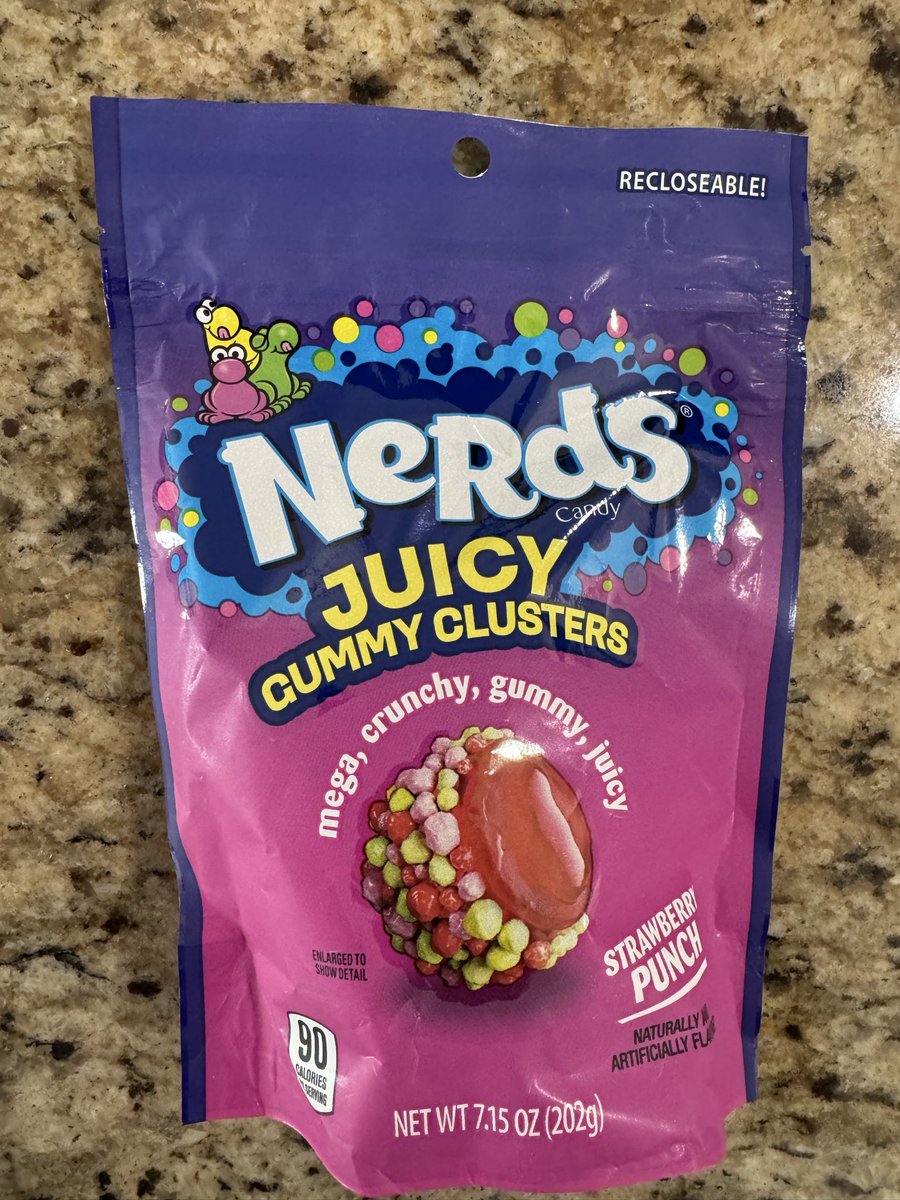 RECLOSEABLE!
NeRdS®
Candy
JUICY
GUMMY CLUSTERS
mega, crunchy, gummy, juicy
STRAWBERRY
PUNCH
ENLARGED TO
SHOW DETAIL
NATURALLY
ARTIFICIALLY
90
CALORIES
SERVING
NET WT 7.15 OZ (202g)